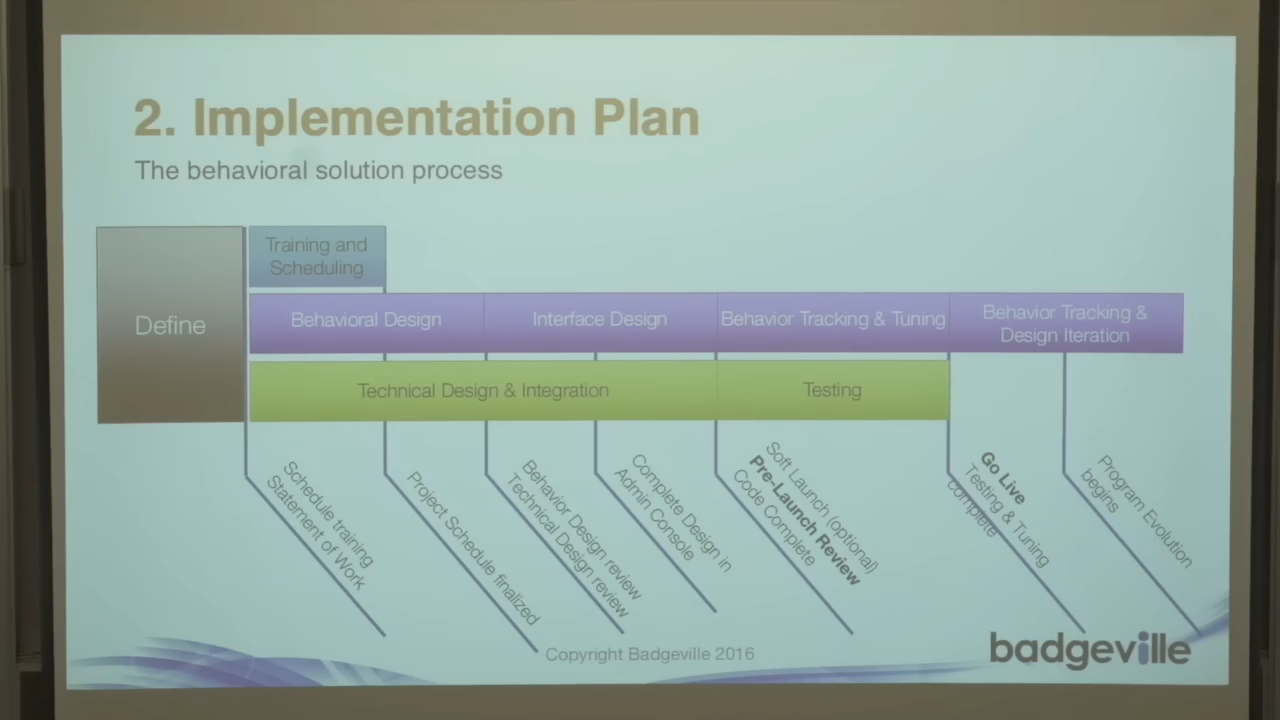 2. Implementation Plan
The behavioral solution process
Define
Training and
Scheduling
Behavioral Design
Interface Design
Behavior Tracking & Tuning
Behavior Tracking &
Design Iteration
Technical Design & Integration
Testing
Schedule training
Statement of Work
Project Schedule finalized
Behavior Design review
Technical Design review
Complete Design in
Admin Console
Soft Launch (optional)
Pre-Launch Review
Code Complete
Go Live
Testing & Tuning
complete
Program Evolution
begins
Copyright Badgeville 2016
badgeville